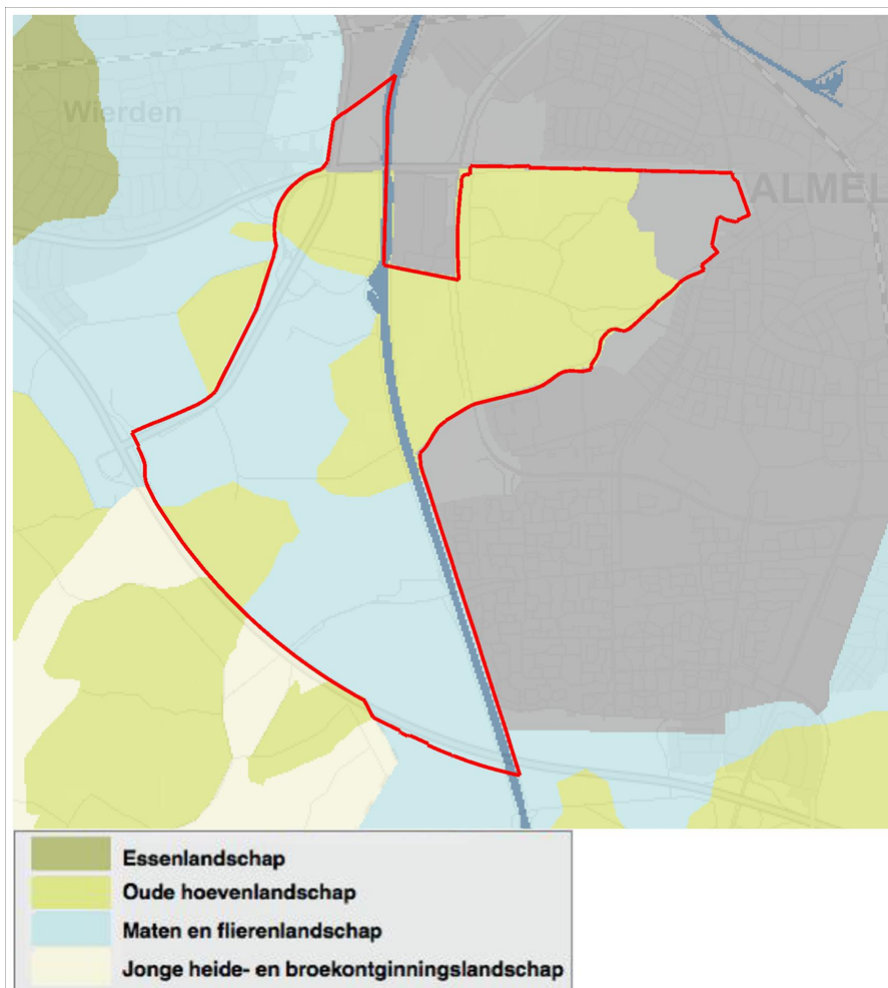 Wierden
ALMEL
Essenlandschap
Oude hoevenlandschap
Maten en flierenlandschap
Jonge heide- en broekontginningslandschap